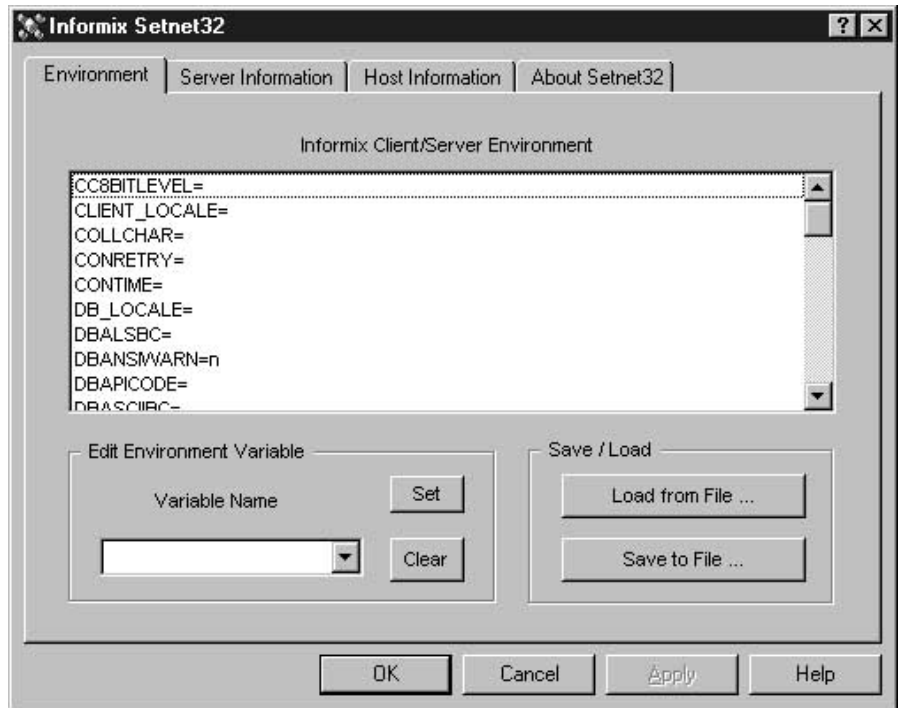 Informix Setnet32
Environment
Server Information
Host Information
About Setnet32
Informix Client/Server Environment
CC8BITLEVEL=
CLIENT_LOCALE=
COLLCHAR=
CONRETRY=
CONTIME=
DB_LOCALE=
DBALSBC=
DBANSIWARN=n
DBAPICODE=
DBASCIIBC=
Edit Environment Variable
Variable Name
Set
Clear
Save / Load
Load from File ...
Save to File ...
OK
Cancel
Apply
Help